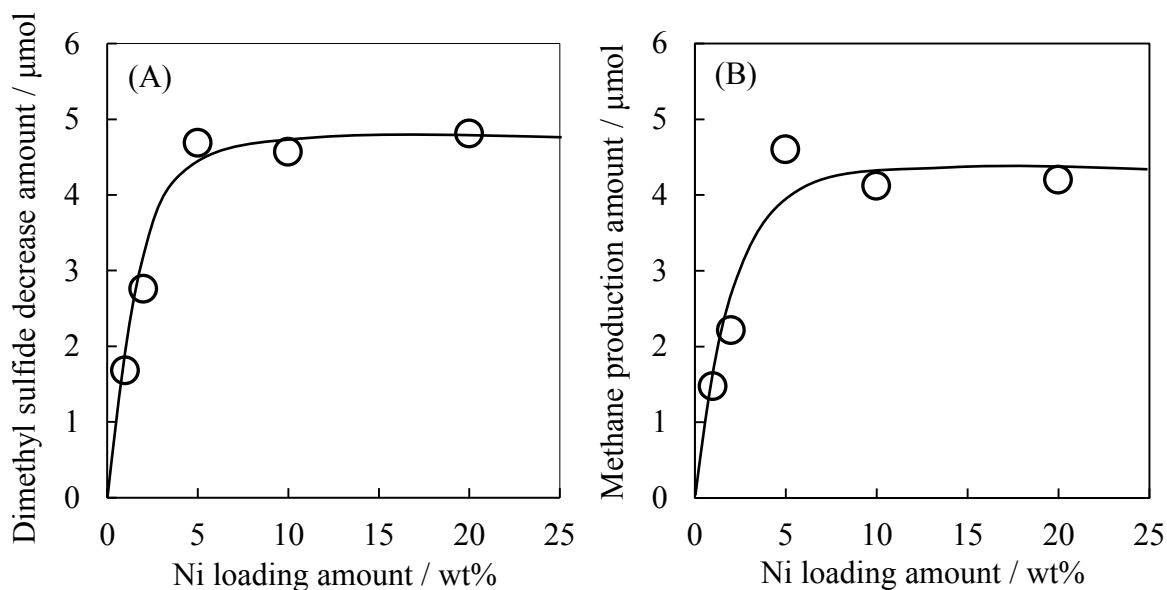 (A)
Dimethyl sulfide decrease amount / μmol
6
5
4
3
2
1
0
0 5 10 15 20 25
Ni loading amount / wt%
(B)
Methane production amount / μmol
6
5
4
3
2
1
0
0 5 10 15 20 25
Ni loading amount / wt%